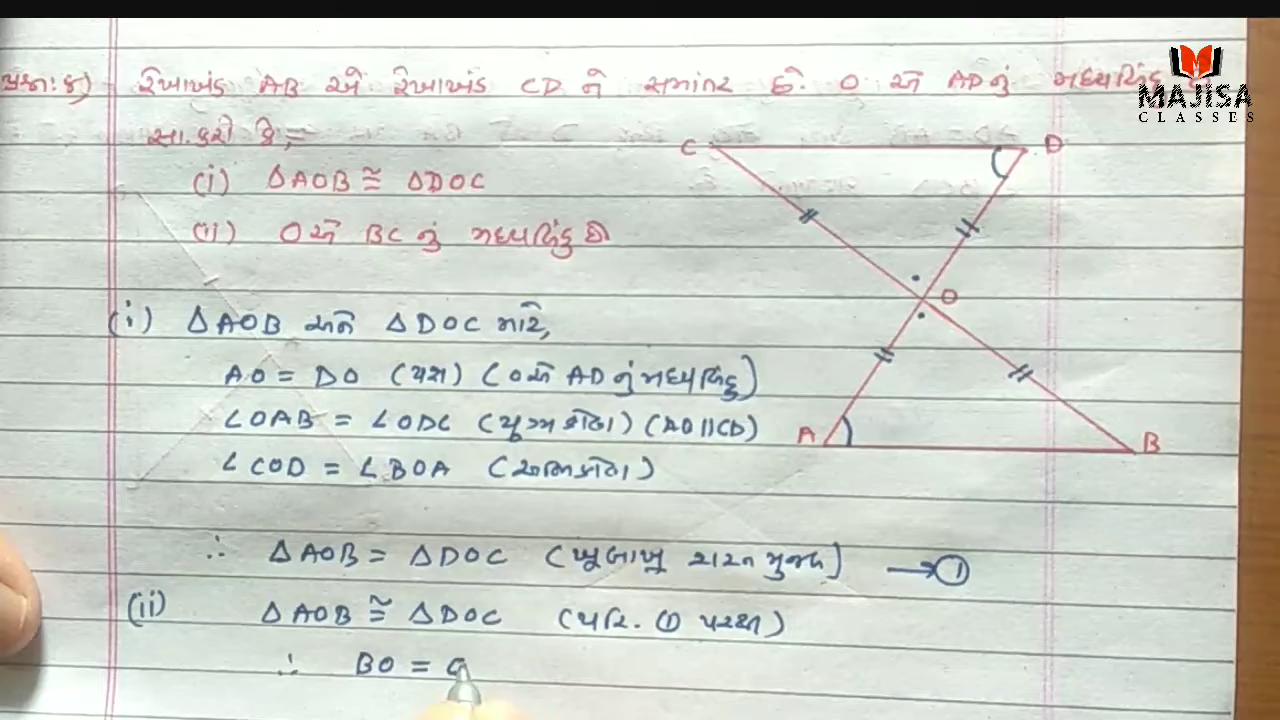 પ્રશ્ન: ૪) રેખાખંડ AB એ રેખાખંડ CD ને સમાંતર છે. O એ AD નું મધ્યબિંદુ
MAJISA
CLASSES
સા. કરો કે,
C D
(i) ΔAOB ≅ ΔDOC
(ii) O એ BC નું મધ્યબિંદુ છે
O
(i) ΔAOB અને ΔDOC માટે,
AO = DO (પક્ષ) (O એ AD નું મધ્યબિંદુ)
∠OAB = ∠ODC (યુગ્મકોણ) (AO||CD)
A B
∠COD = ∠BOA (અભિકોણ)
∴ ΔAOB = ΔDOC (ખૂબાખૂ શરત મુજબ) → ①
(ii) ΔAOB ≅ ΔDOC (પરિ. ① પરથી)
∴ BO = C